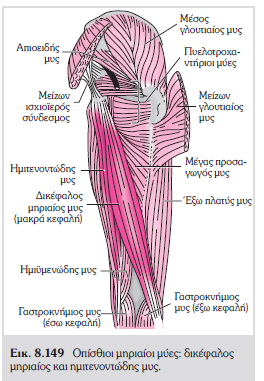 Μέσος
γλουτιαίος
μυς
Απιοειδής
μυς
Πυελοτροχα-
ντήριοι μύες
Μείζων
ισχιοϊερός
σύνδεσμος
Μείζων
γλουτιαίος
μυς
Ημιτενοντώδης
μυς
Μέγας προσα-
γωγός μυς
Δικέφαλος
μηριαίος μυς
(μακρά κεφαλή)
Έξω πλατύς μυς
Ημιϋμενώδης μυς
Γαστροκνήμιος
μυς (έξω κεφαλή)
Γαστροκνήμιος μυς
(έσω κεφαλή)
Εικ. 8.149 Οπίσθιοι μηριαίοι μύες: δικέφαλος
μηριαίος και ημιτενοντώδης μυς.